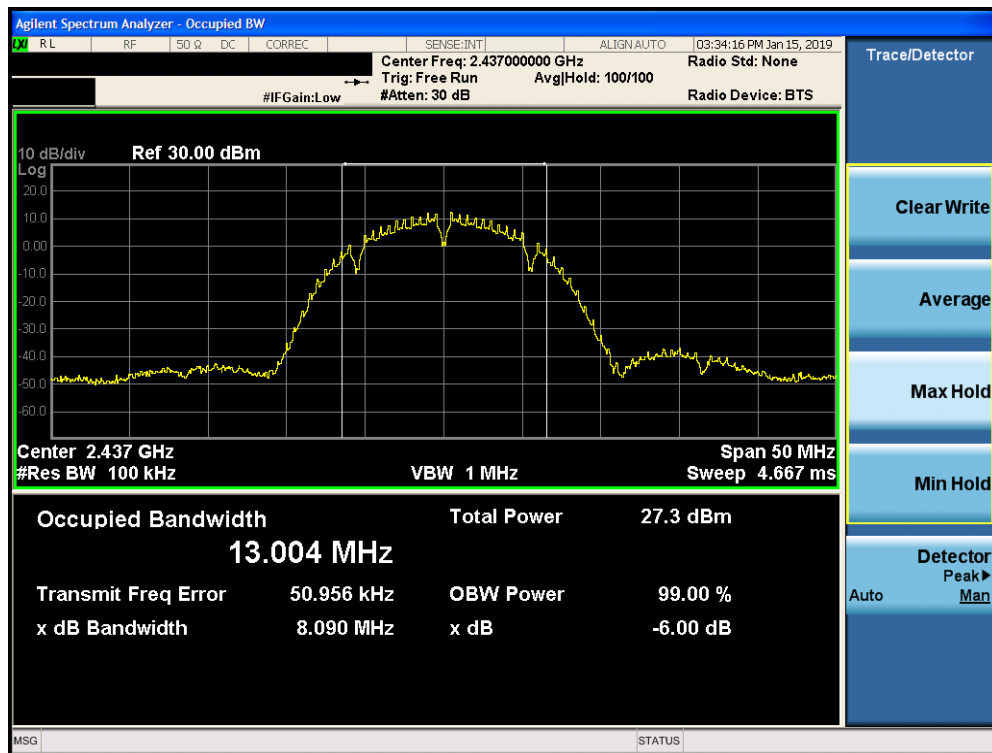 Agilent Spectrum Analyzer - Occupied BW
LXI RL RF 50 Ω DC CORREC SENSE:INT ALIGN AUTO 03:34:16 PM Jan 15, 2019
Center Freq: 2.437000000 GHz Radio Std: None
Trig: Free Run Avg|Hold: 100/100
#IFGain:Low #Atten: 30 dB Radio Device: BTS
10 dB/div Ref 30.00 dBm
Log
20.0
10.0
0.00
-10.0
-20.0
-30.0
-40.0
-50.0
-60.0
Center 2.437 GHz Span 50 MHz
#Res BW 100 kHz VBW 1 MHz Sweep 4.667 ms
Occupied Bandwidth Total Power 27.3 dBm
13.004 MHz
Transmit Freq Error 50.956 kHz OBW Power 99.00 %
x dB Bandwidth 8.090 MHz x dB -6.00 dB
MSG STATUS
Trace/Detector
Clear Write
Average
Max Hold
Min Hold
Detector
Peak▶
Auto Man